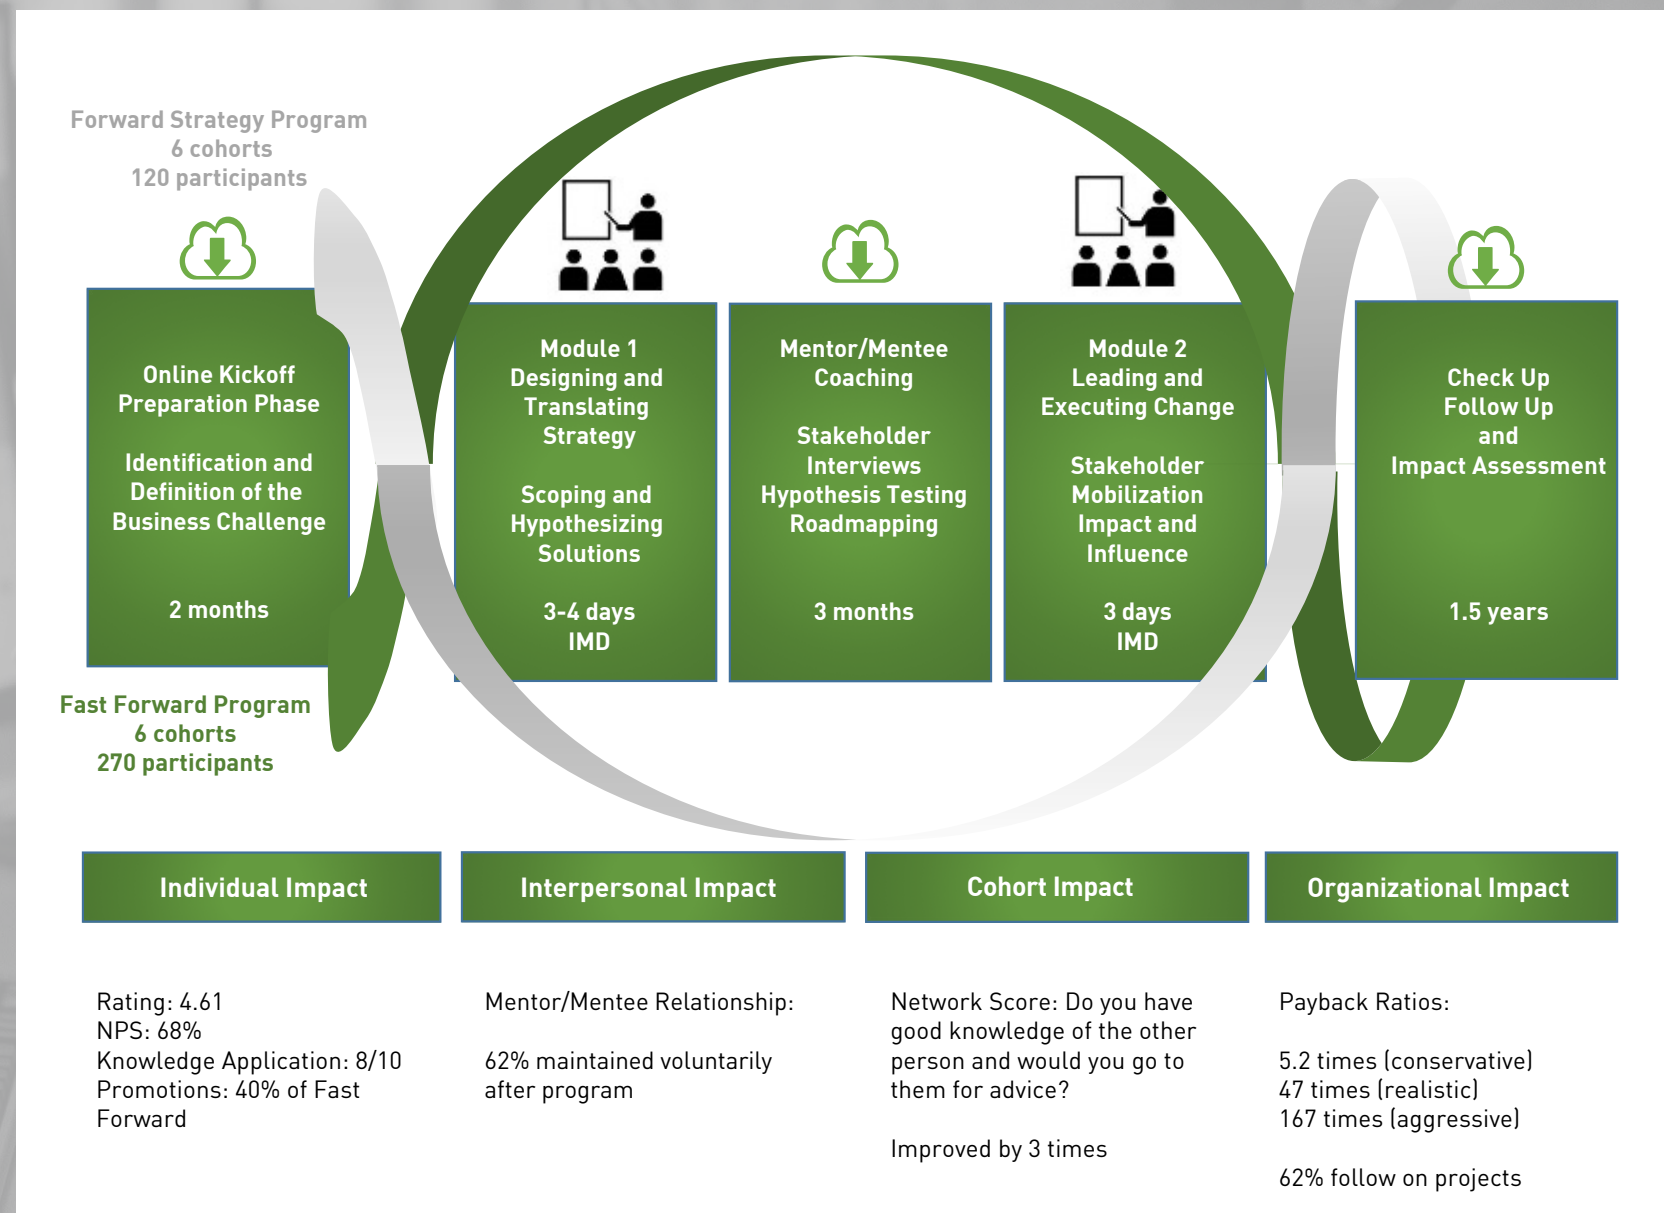 Forward Strategy Program
6 cohorts
120 participants
Online Kickoff
Preparation Phase
Identification and
Definition of the
Business Challenge
2 months
Module 1
Designing and
Translating
Strategy
Scoping and
Hypothesizing
Solutions
3-4 days
IMD
Mentor/Mentee
Coaching
Stakeholder
Interviews
Hypothesis Testing
Roadmapping
3 months
Module 2
Leading and
Executing Change
Stakeholder
Mobilization
Impact and
Influence
3 days
IMD
Check Up
Follow Up
and
Impact Assessment
1.5 years
Fast Forward Program
6 cohorts
270 participants
Individual Impact
Rating: 4.61
NPS: 68%
Knowledge Application: 8/10
Promotions: 40% of Fast
Forward
Interpersonal Impact
Mentor/Mentee Relationship:
62% maintained voluntarily
after program
Cohort Impact
Network Score: Do you have
good knowledge of the other
person and would you go to
them for advice?
Improved by 3 times
Organizational Impact
Payback Ratios:
5.2 times (conservative)
47 times (realistic)
167 times (aggressive)
62% follow on projects